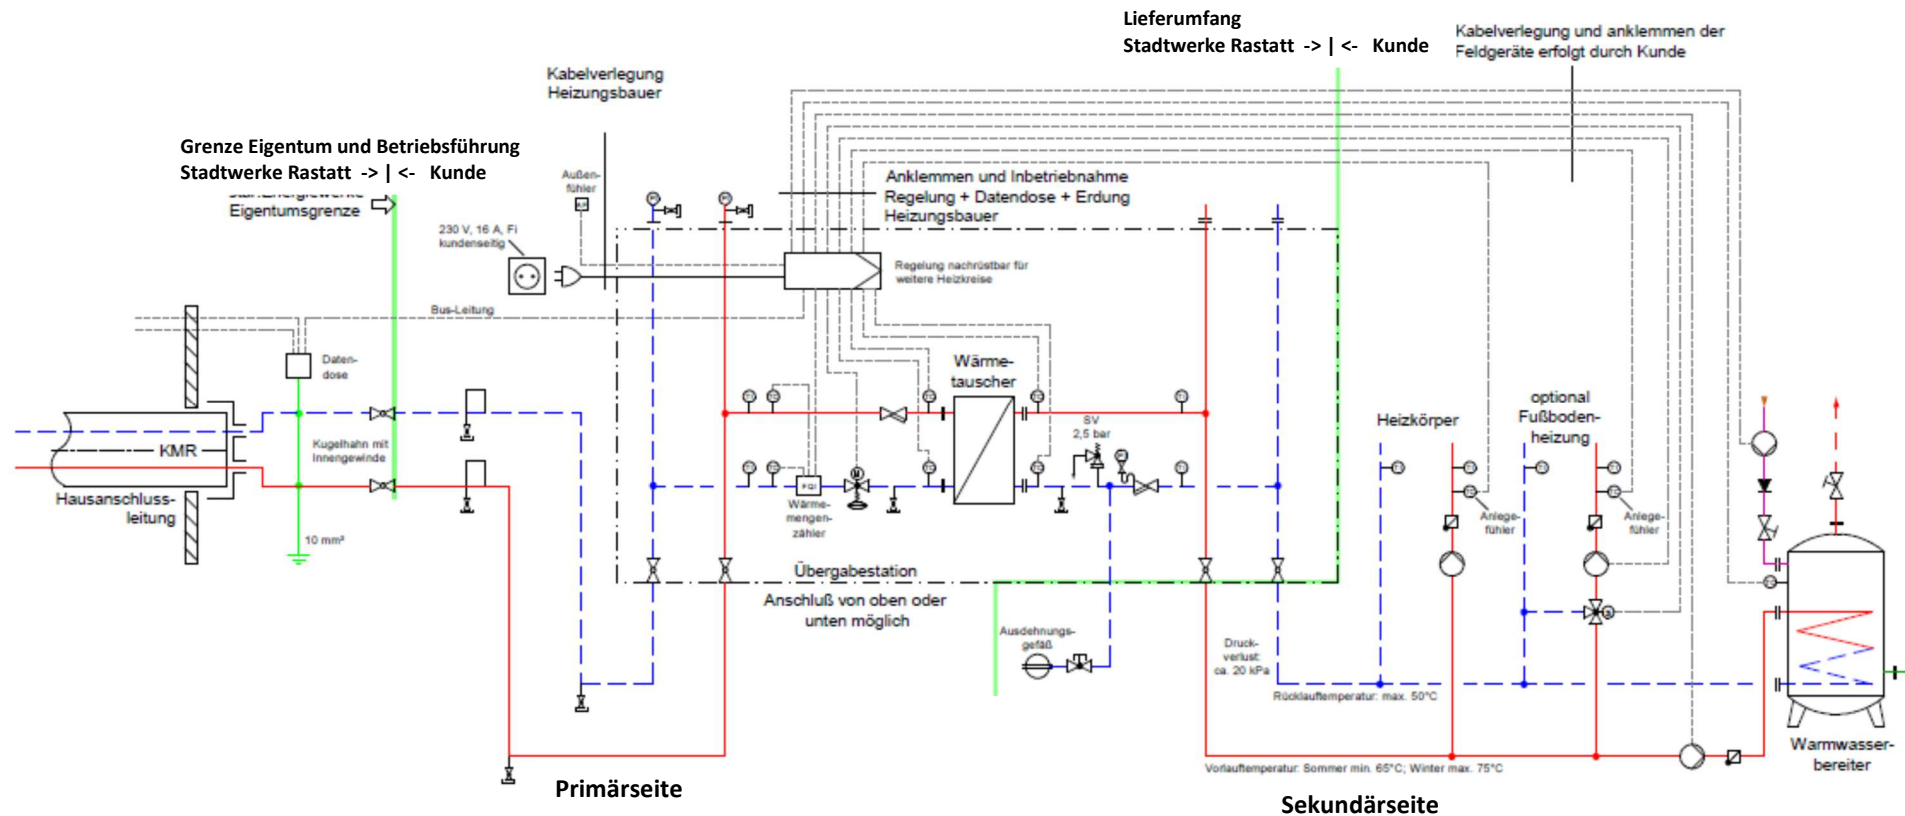 Lieferumfang
Stadtwerke Rastatt -> | <- Kunde
Kabelverlegung und anklemmen der
Feldgeräte erfolgt durch Kunde
Kabelverlegung
Heizungsbauer
Grenze Eigentum und Betriebsführung
Stadtwerke Rastatt -> | <- Kunde
Eigentumsgrenze
Außen-
fühler
Anklemmen und Inbetriebnahme
Regelung + Datendose + Erdung
Heizungsbauer
230 V, 16 A, Fi
kundenseitig
Regelung nachrüstbar für
weitere Heizkreise
Bus-Leitung
Daten-
dose
Wärme-
tauscher
SV
2,5 bar
Heizkörper
optional
Fußboden-
heizung
KMR
Kugelhahn mit
Innengewinde
Hausanschluss-
leitung
10 mm²
FQI
M
Wärme-
mengen-
zähler
Anlege-
fühler
Anlege-
fühler
Übergabestation
Anschluß von oben oder
unten möglich
Ausdehnungs-
gefäß
Druck-
verlust:
ca. 20 kPa
Rücklauftemperatur: max. 50°C
Vorlauftemperatur: Sommer min. 65°C; Winter max. 75°C
Warmwasser-
bereiter
Primärseite
Sekundärseite